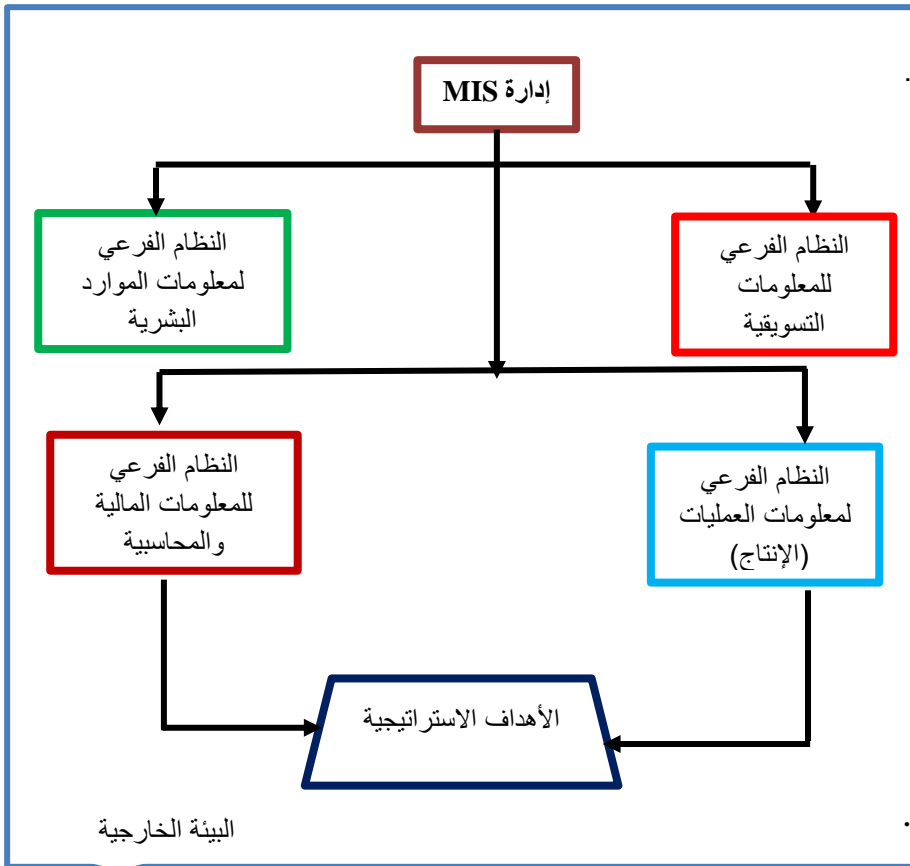 إدارة MIS
النظام الفرعي
للمعلومات
التسويقية
النظام الفرعي
لمعلومات الموارد
البشرية
النظام الفرعي
لمعلومات العمليات
(الإنتاج)
النظام الفرعي
للمعلومات المالية
والمحاسبية
الأهداف الاستراتيجية
البيئة الخارجية